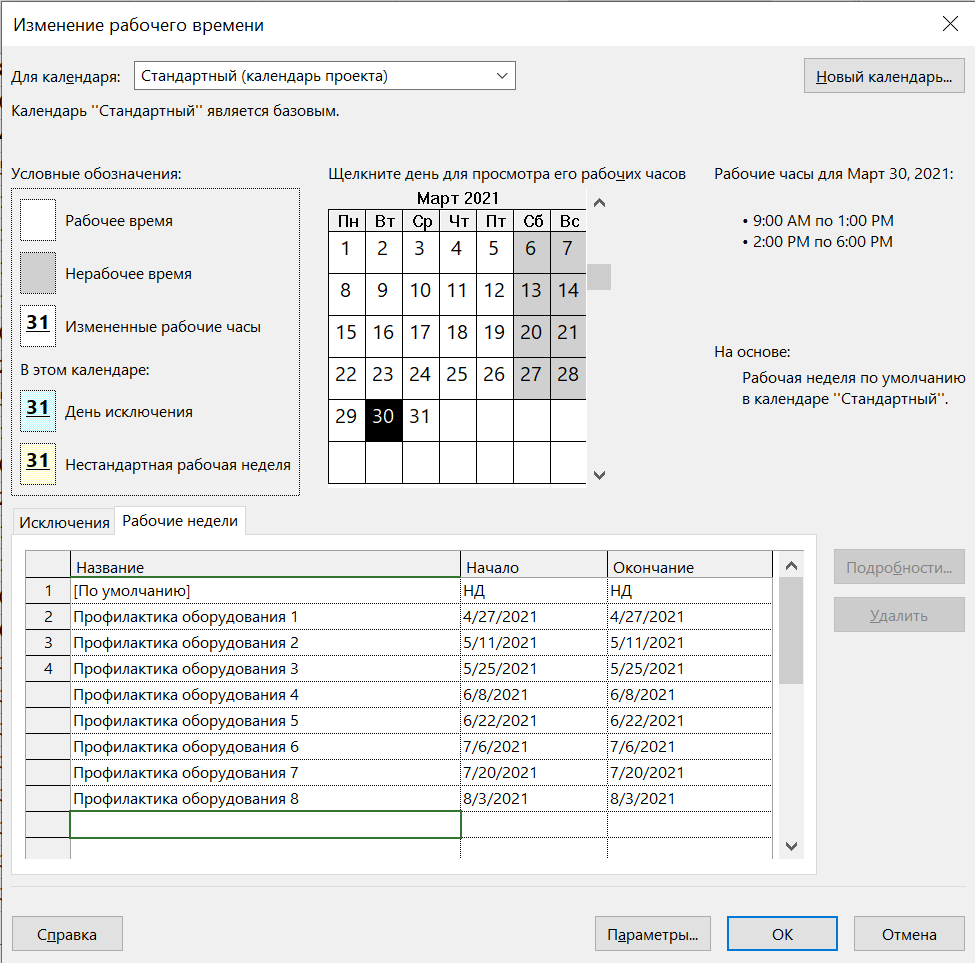 Изменение рабочего времени
Для календаря: Стандартный (календарь проекта) Новый календарь...
Календарь "Стандартный" является базовым.
Условные обозначения:
Рабочее время
Нерабочее время
31 Измененные рабочие часы
В этом календаре:
31 День исключения
31 Нестандартная рабочая неделя
Щелкните день для просмотра его рабочих часов
Март 2021
Пн Вт Ср Чт Пт Сб Вс
1 2 3 4 5 6 7
8 9 10 11 12 13 14
15 16 17 18 19 20 21
22 23 24 25 26 27 28
29 30 31
Рабочие часы для Март 30, 2021:
• 9:00 AM по 1:00 PM
• 2:00 PM по 6:00 PM
На основе:
Рабочая неделя по умолчанию
в календаре "Стандартный".
Исключения Рабочие недели
Название Начало Окончание
1 [По умолчанию] НД НД
2 Профилактика оборудования 1 4/27/2021 4/27/2021
3 Профилактика оборудования 2 5/11/2021 5/11/2021
4 Профилактика оборудования 3 5/25/2021 5/25/2021
Профилактика оборудования 4 6/8/2021 6/8/2021
Профилактика оборудования 5 6/22/2021 6/22/2021
Профилактика оборудования 6 7/6/2021 7/6/2021
Профилактика оборудования 7 7/20/2021 7/20/2021
Профилактика оборудования 8 8/3/2021 8/3/2021
Подробности...
Удалить
Справка Параметры... ОК Отмена